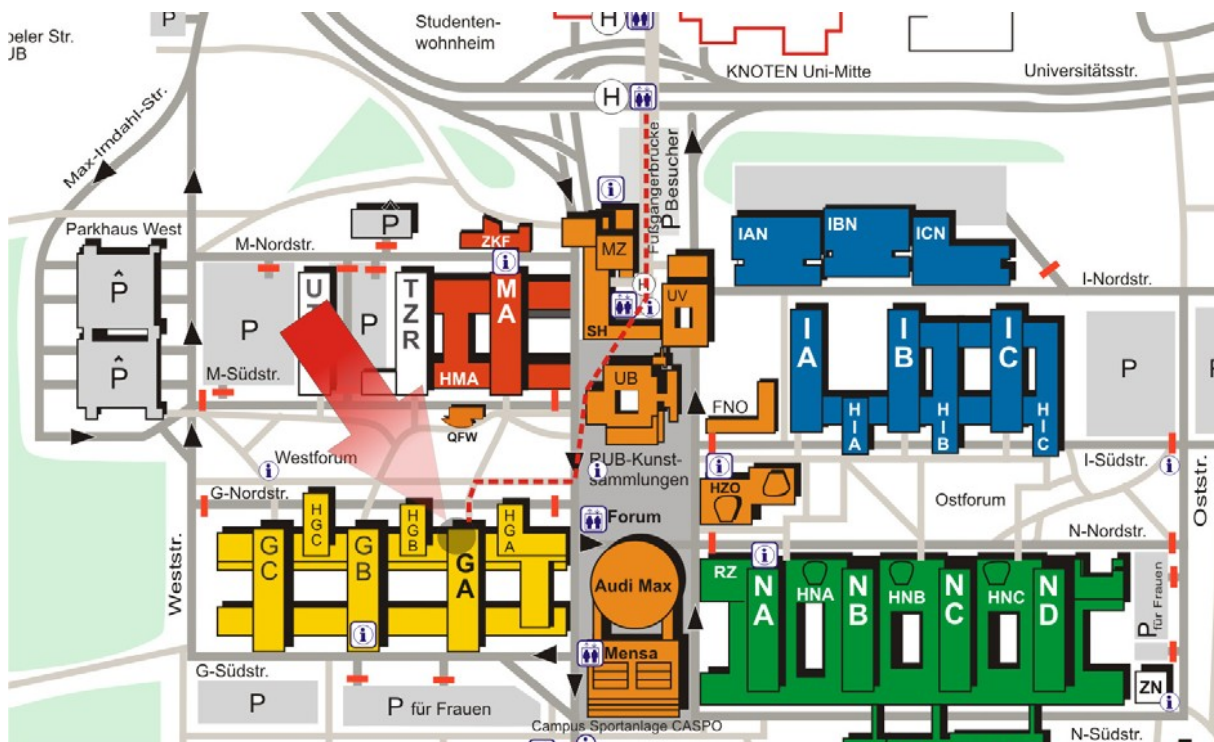 P
Studenten-
wohnheim
H
KNOTEN Uni-Mitte
peler Str.
UB
H
Universitätsstr.
Max-Imdahl-Str.
Fußgängerbrücke
P Besucher
i
Parkhaus West
P
M-Nordstr.
ZKF
i
MZ
IAN
IBN
ICN
I-Nordstr.
P
P
P
TZR
MA
H
i
UV
SH
IA
IB
IC
P
P
M-Südstr.
HMA
UB
FNO
HIA
HIB
HIC
QFW
i
Westforum
i
RUB-Kunst-
sammlungen
i
HZO
I-Südstr.
i
Ostforum
Oststr.
G-Nordstr.
HGC
HGB
HGA
Forum
N-Nordstr.
GC
GB
GA
Audi Max
RZ
i
NA
HNA
NB
HNB
NC
HNC
ND
P
für Frauen
Weststr.
i
Mensa
G-Südstr.
P
P für Frauen
ZN
i
Campus Sportanlage CASPO
i
N-Südstr.